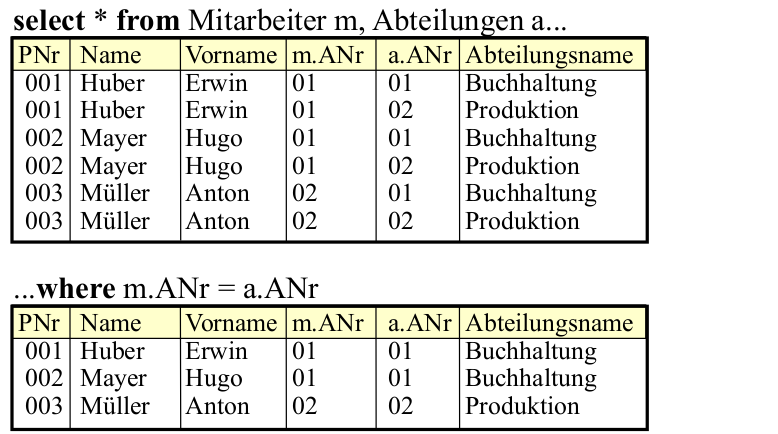 select * from Mitarbeiter m, Abteilungen a...
PNr Name Vorname m.ANr a.ANr Abteilungsname
001 Huber Erwin 01 01 Buchhaltung
001 Huber Erwin 01 02 Produktion
002 Mayer Hugo 01 01 Buchhaltung
002 Mayer Hugo 01 02 Produktion
003 Müller Anton 02 01 Buchhaltung
003 Müller Anton 02 02 Produktion
...where m.ANr = a.ANr
PNr Name Vorname m.ANr a.ANr Abteilungsname
001 Huber Erwin 01 01 Buchhaltung
002 Mayer Hugo 01 01 Buchhaltung
003 Müller Anton 02 02 Produktion